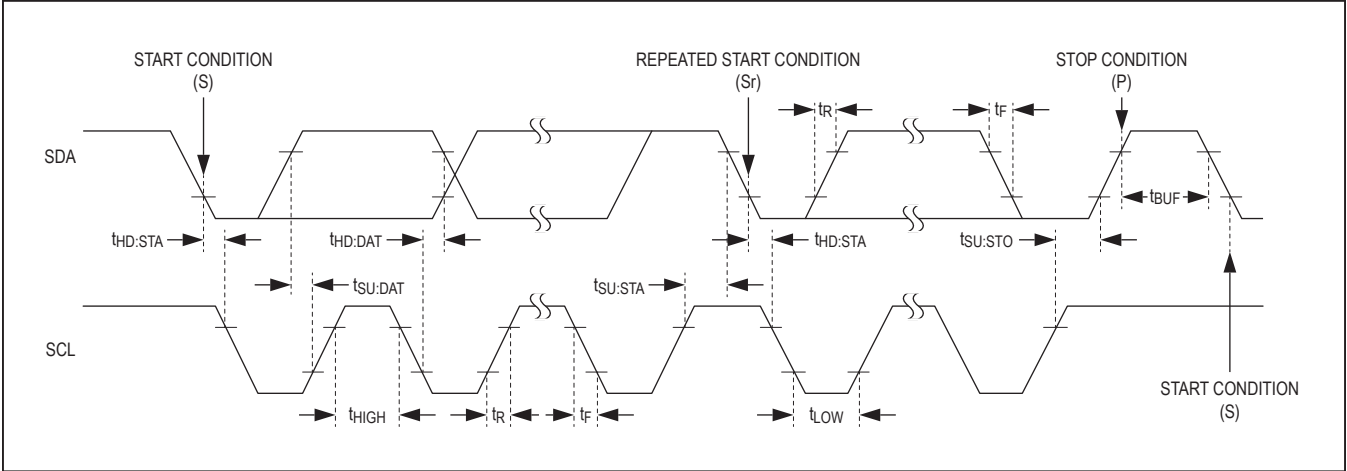 START CONDITION
(S)
REPEATED START CONDITION
(Sr)
STOP CONDITION
(P)
tR
tF
SDA
tBUF
tHD:STA
tHD:DAT
tHD:STA
tSU:STO
tSU:DAT
tSU:STA
SCL
tHIGH
tR
tF
tLOW
START CONDITION
(S)